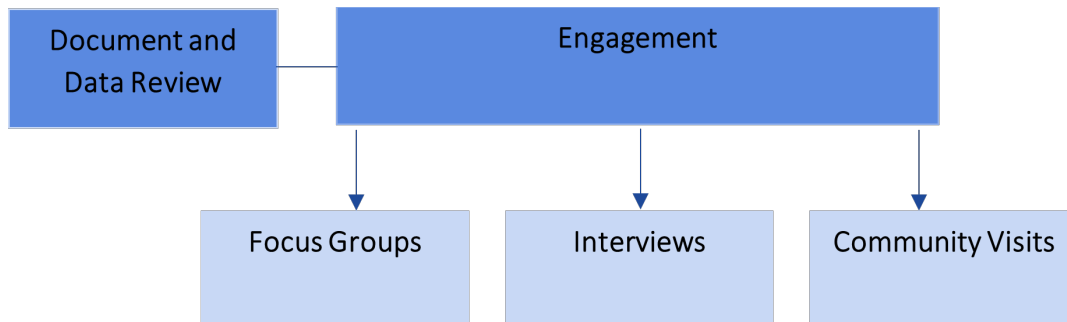 Document and
Data Review
Engagement
Focus Groups
Interviews
Community Visits